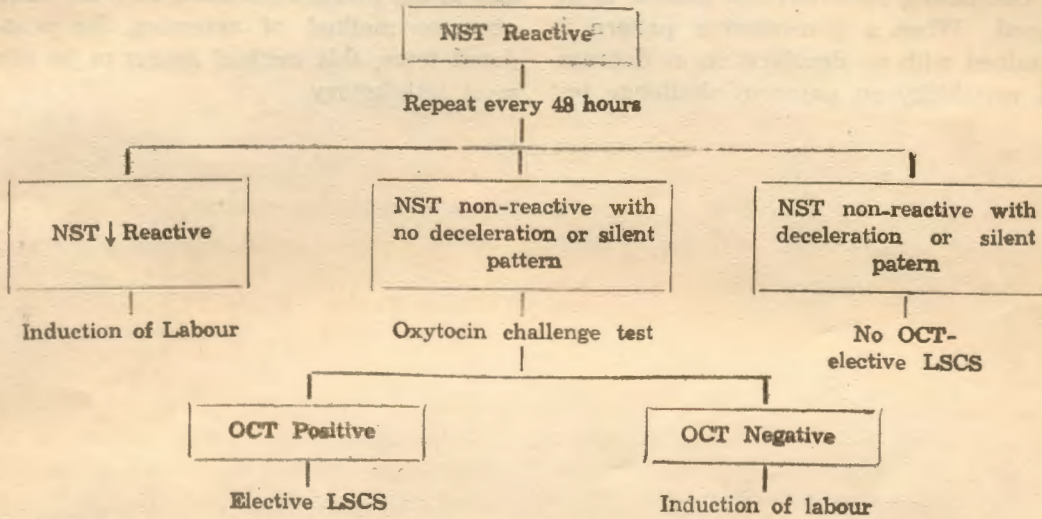 NST Reactive
Repeat every 48 hours
NST ↓ Reactive
NST non-reactive with
no deceleration or silent
pattern
NST non-reactive with
deceleration or silent
patern
Induction of Labour
Oxytocin challenge test
No OCT-
elective LSCS
OCT Positive
OCT Negative
Elective LSCS
Induction of labour